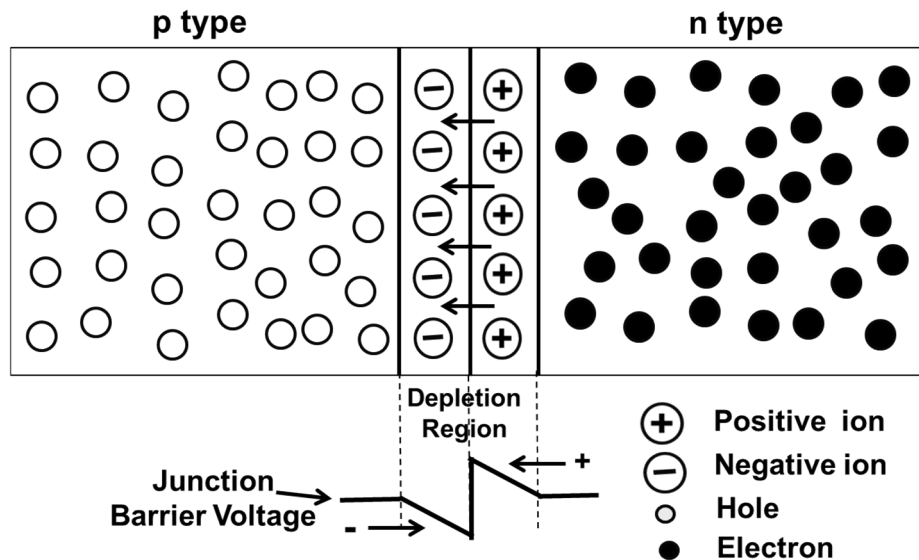 p type
n type
Depletion
Region
Junction
Barrier Voltage
-
+
+ Positive ion
− Negative ion
Hole
Electron